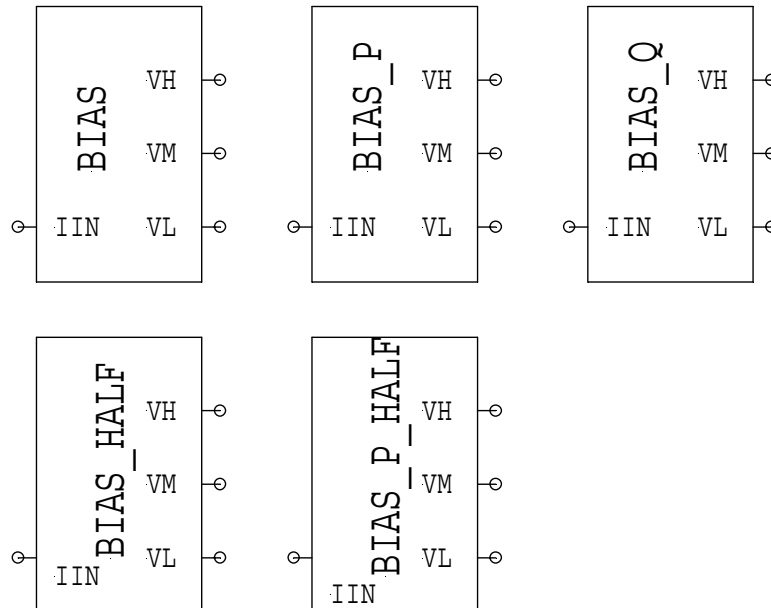 BIAS
VH
VM
IIN VL
BIAS_P
VH
VM
IIN VL
BIAS_Q
VH
VM
IIN VL
BIAS_HALF
VH
VM
VL
IIN
BIAS_P_HALF
VH
VM
VL
IIN